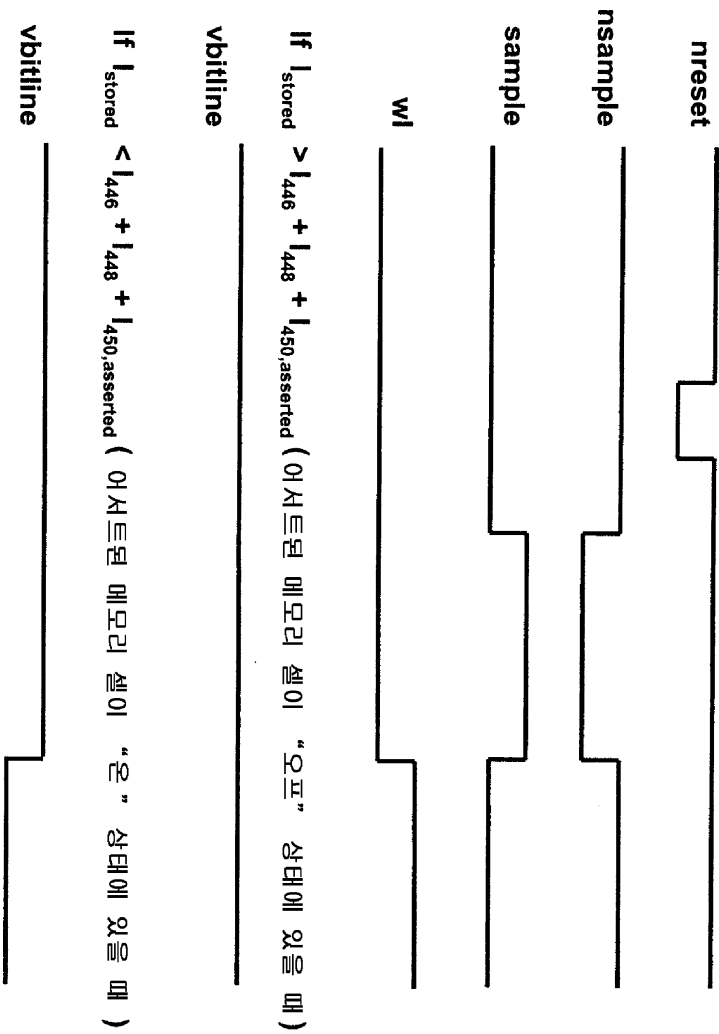 nreset
nsample
sample
wl
If I_stored > I_446 + I_448 + I_450,asserted (어서트된 메모리 셀이 “오프” 상태에 있을 때)
vbitline
If I_stored < I_446 + I_448 + I_450,asserted ( 어서트된 메모리 셀이 “온” 상태에 있을 때 )
vbitline